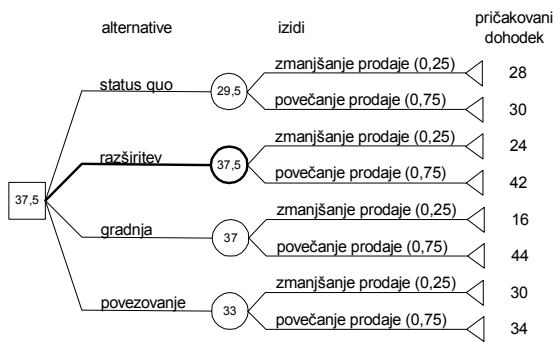 alternative
izidi
pričakovani
dohodek
status quo
29,5
zmanjšanje prodaje (0,25)
28
povečanje prodaje (0,75)
30
37,5
razširitev
37,5
zmanjšanje prodaje (0,25)
24
povečanje prodaje (0,75)
42
gradnja
37
zmanjšanje prodaje (0,25)
16
povečanje prodaje (0,75)
44
povezovanje
33
zmanjšanje prodaje (0,25)
30
povečanje prodaje (0,75)
34